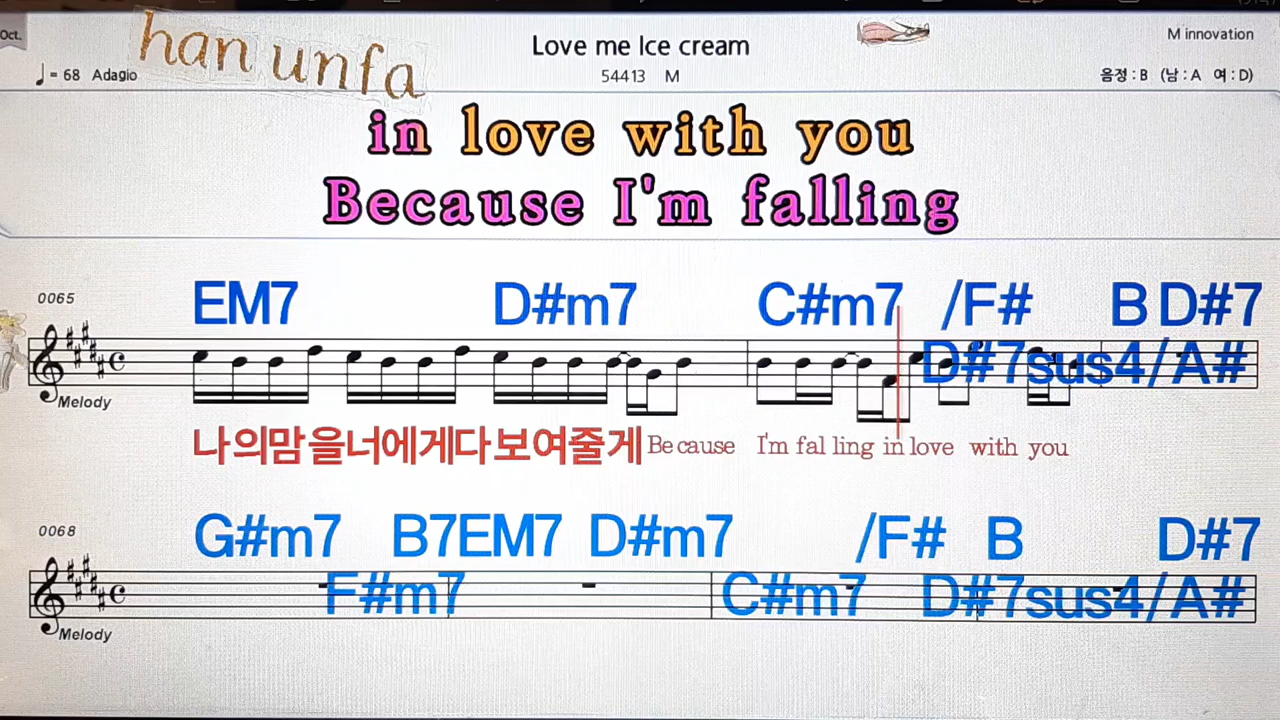 Oct.
han unfa
Love me Ice cream
M innovation
♩= 68 Adagio
54413 M
음정 : B (남 : A 여 : D)
in love with you
Because I'm falling
0065
EM7 D#m7 C#m7 /F# B D#7
D#7sus4/A#
Melody
나의맘을너에게다보여줄게 Be cause I'm fal ling in love with you
0068
G#m7 B7EM7 D#m7 /F# B D#7
F#m7 C#m7 D#7sus4/A#
Melody